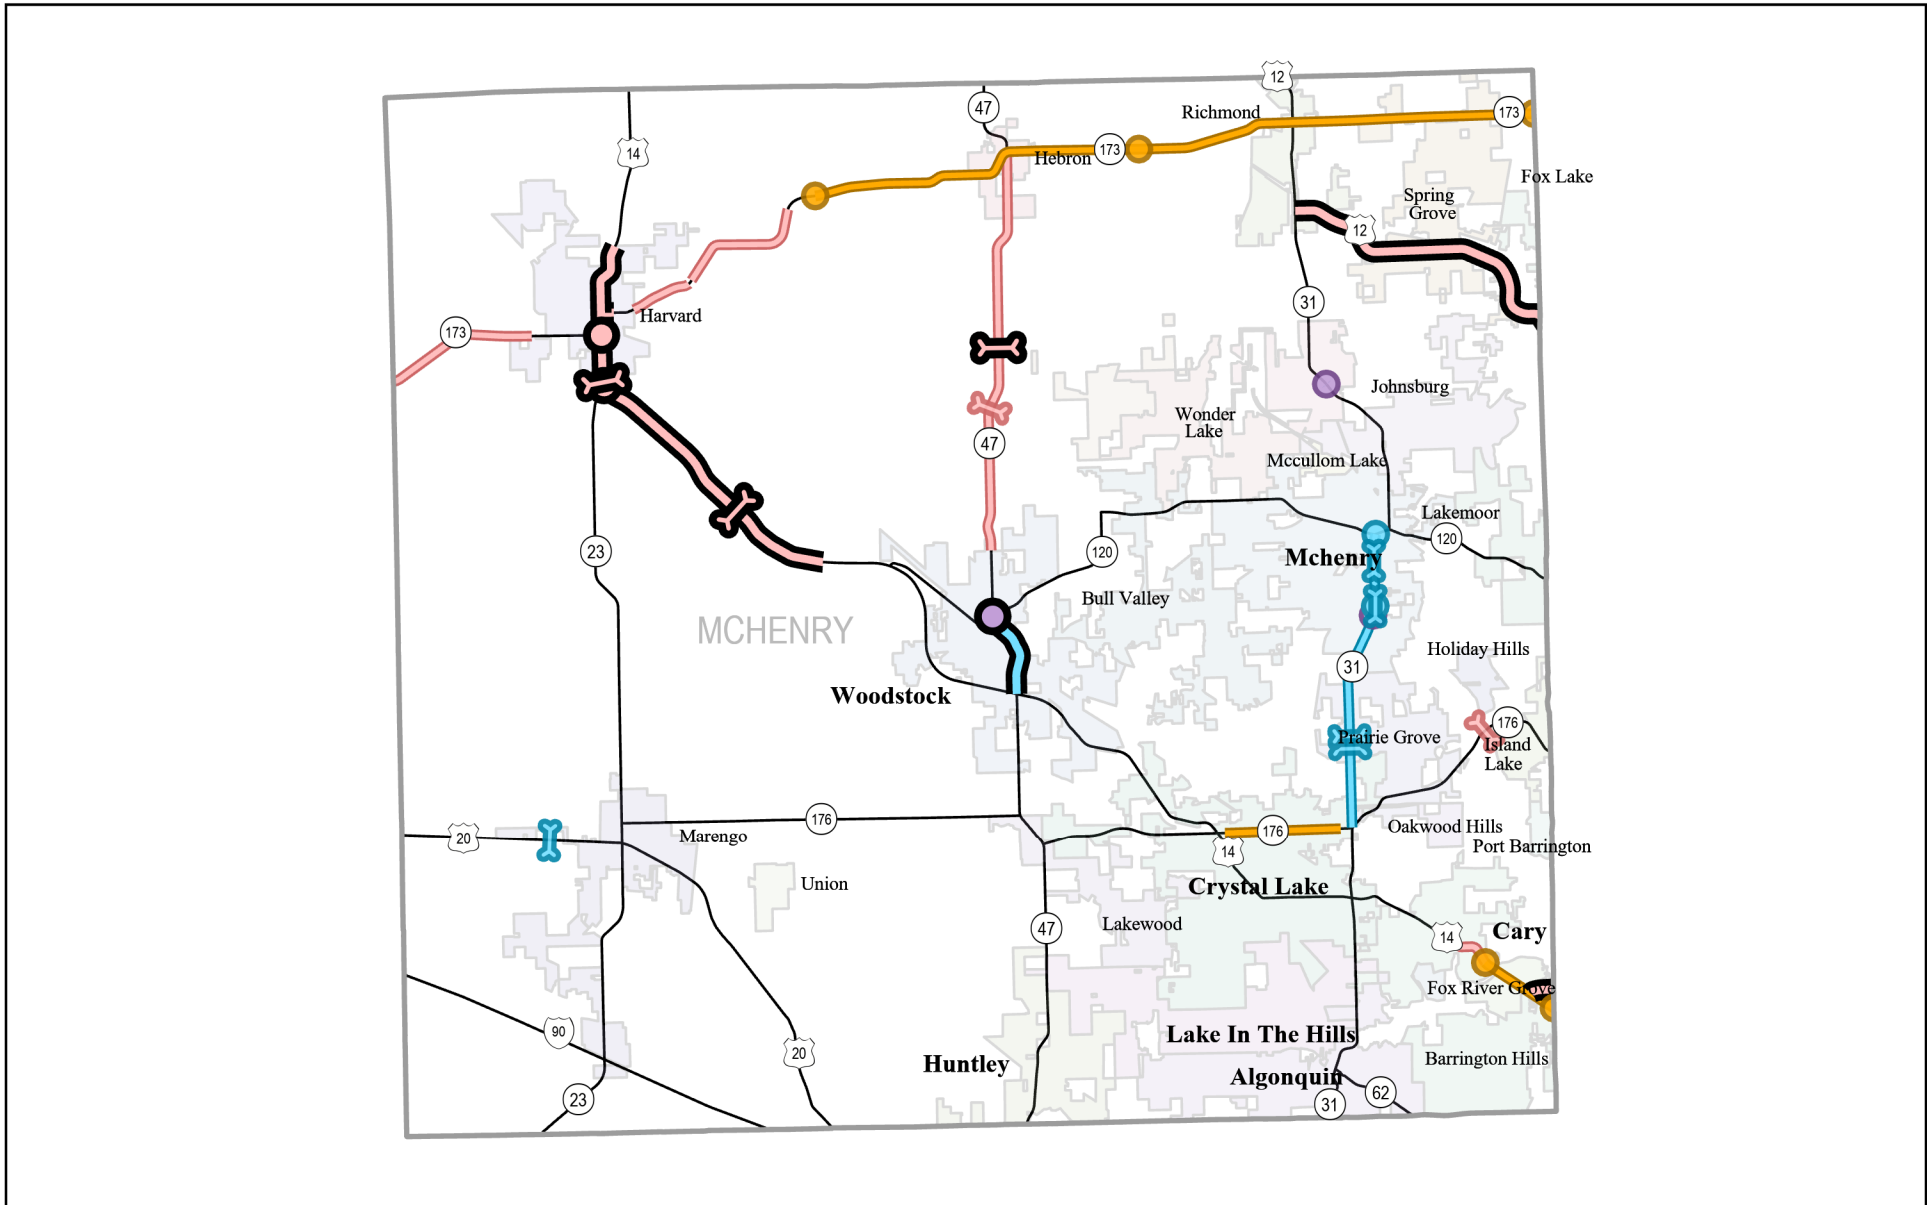 12
47
Richmond
173
14
Hebron
173
Fox Lake
Spring
Grove
12
31
Harvard
173
Johnsburg
Wonder
Lake
47
Mccullom Lake
Lakemoor
120
23
120
Mchenry
Bull Valley
MCHENRY
Holiday Hills
31
Woodstock
176
Prairie Grove
Island
Lake
176
176
Oakwood Hills
20
Marengo
Port Barrington
14
Union
Crystal Lake
Lakewood
47
Cary
14
Fox River Grove
90
Lake In The Hills
20
Huntley
Barrington Hills
Algonquin
23
31
62